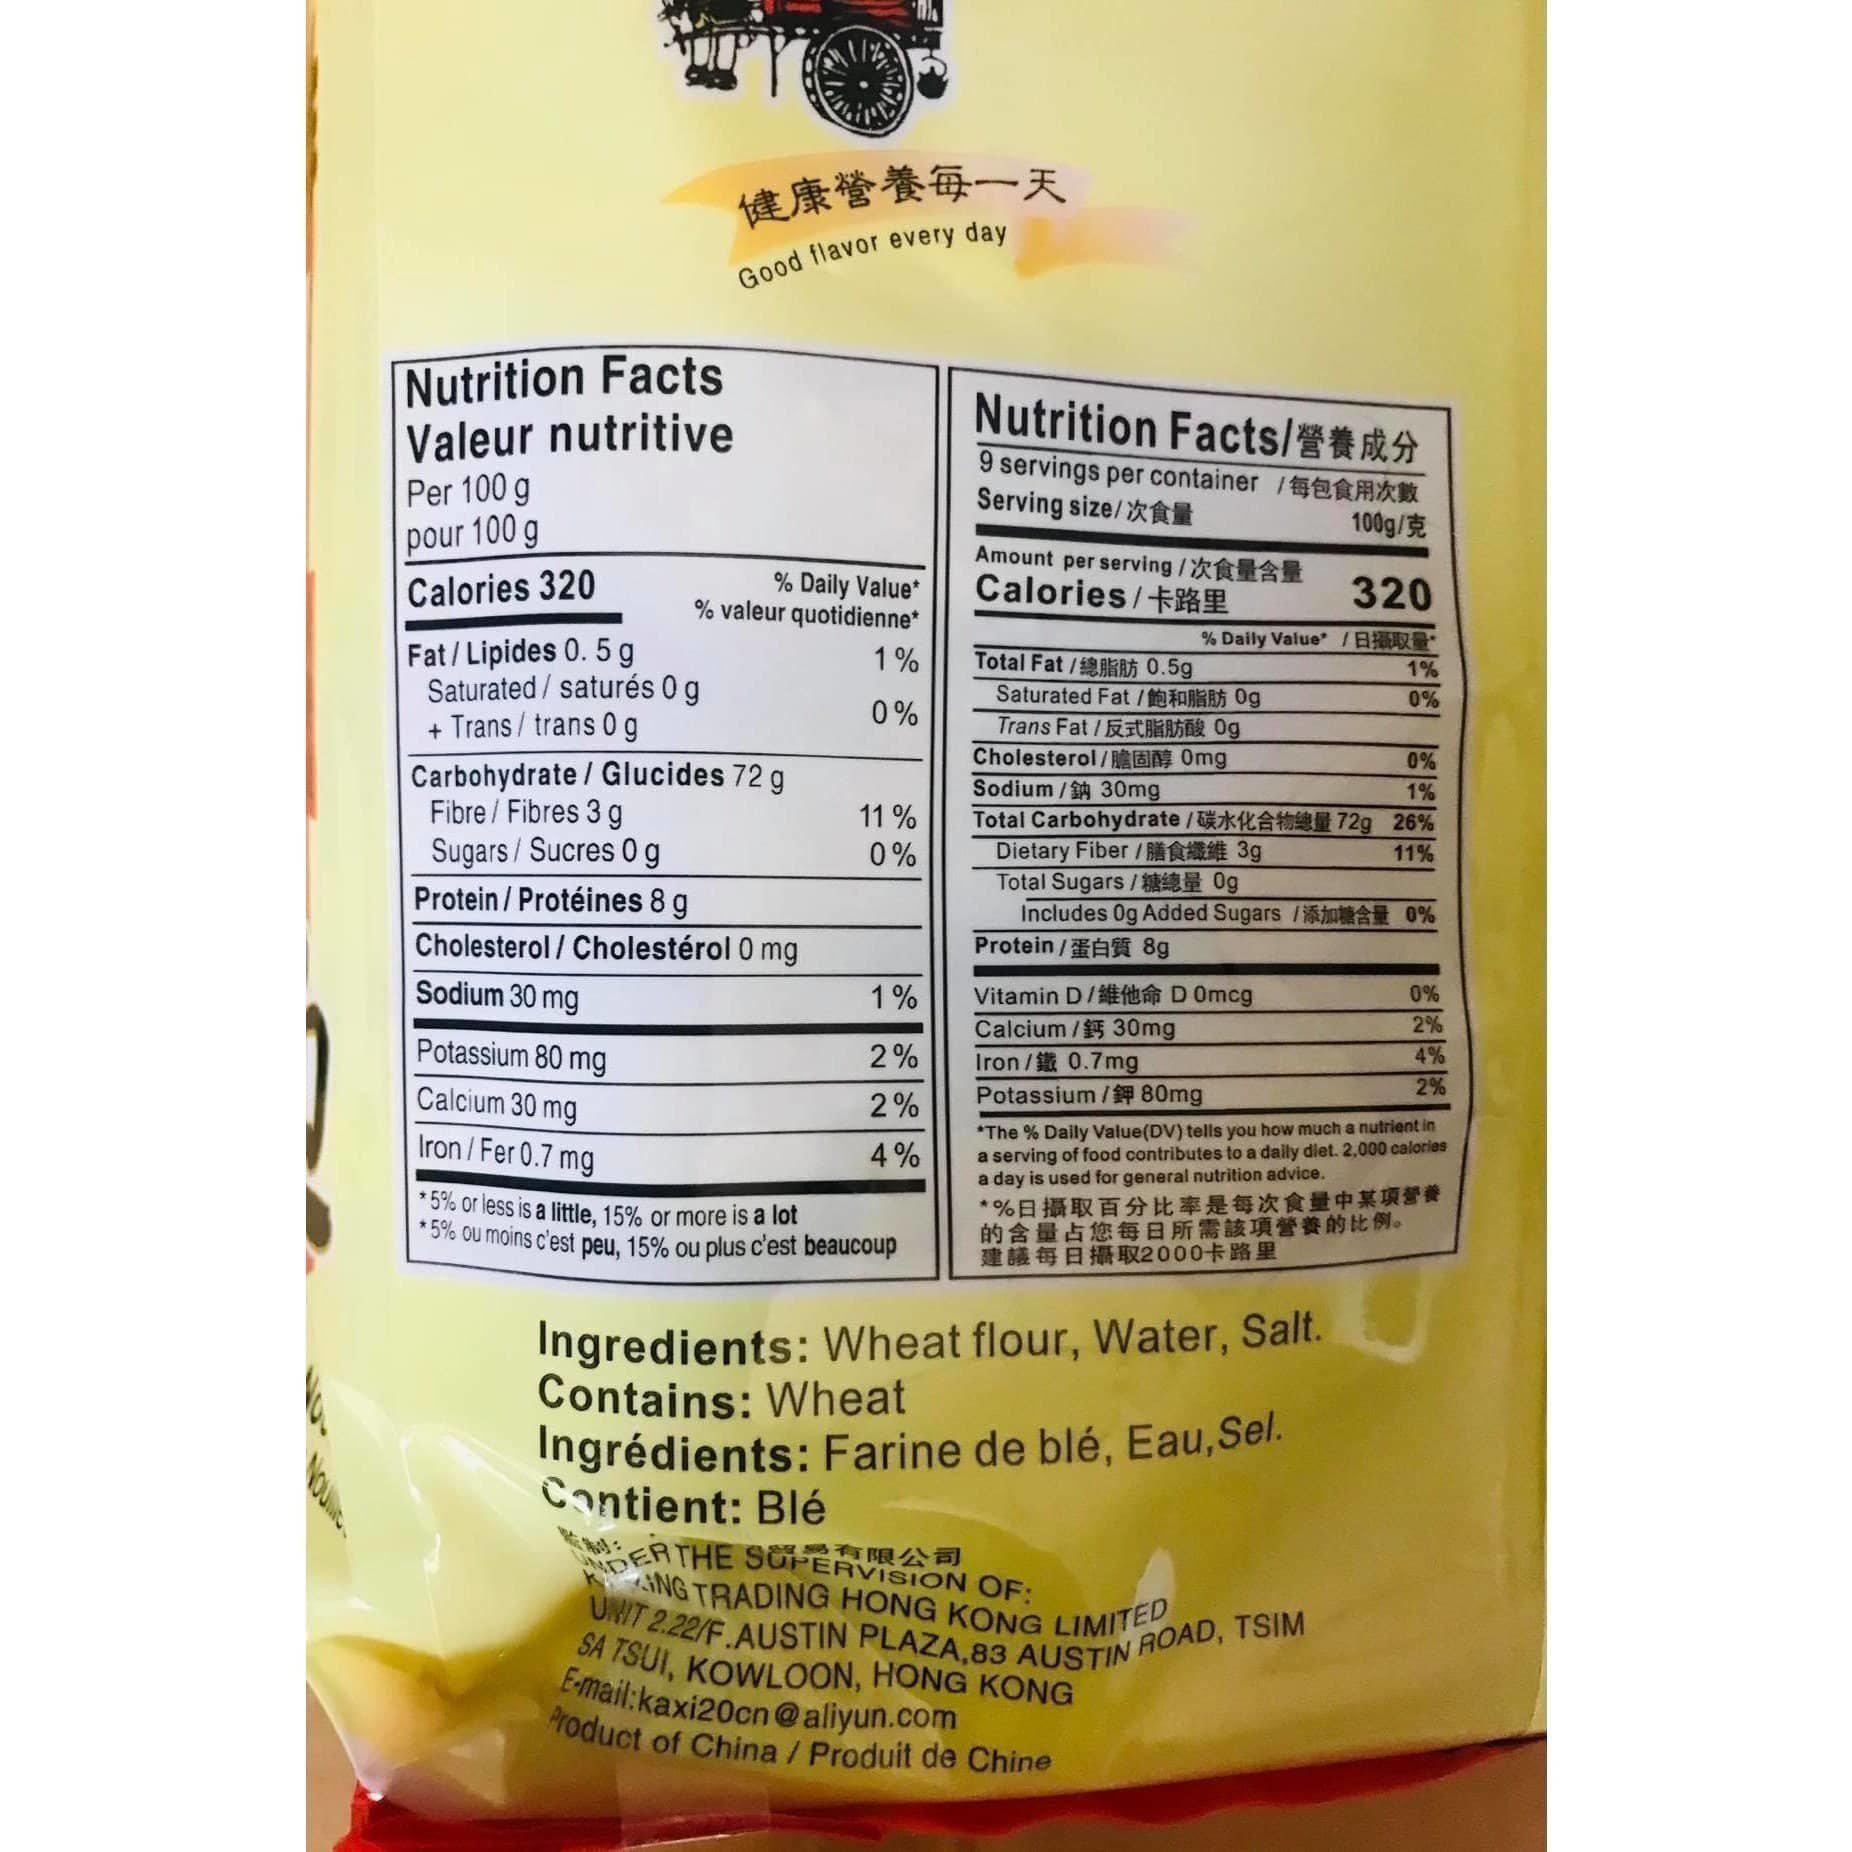 健康營養每一天
Good flavor every day
Nutrition Facts
Valeur nutritive
Per 100 g
pour 100 g
Calories 320
% Daily Value*
% valeur quotidienne*
Fat / Lipides 0. 5 g 1 %
Saturated / saturés 0 g
+ Trans / trans 0 g 0 %
Carbohydrate / Glucides 72 g
Fibre / Fibres 3 g 11 %
Sugars / Sucres 0 g 0 %
Protein / Protéines 8 g
Cholesterol / Cholestérol 0 mg
Sodium 30 mg 1 %
Potassium 80 mg 2 %
Calcium 30 mg 2 %
Iron / Fer 0.7 mg 4 %
* 5% or less is a little, 15% or more is a lot
* 5% ou moins c'est peu, 15% ou plus c'est beaucoup
Nutrition Facts/營養成分
9 servings per container /每包食用次數
Serving size/次食量 100g/克
Amount per serving /次食量含量
Calories /卡路里 320
% Daily Value* /日攝取量*
Total Fat /總脂肪 0.5g 1%
Saturated Fat /飽和脂肪 0g 0%
Trans Fat /反式脂肪酸 0g
Cholesterol /膽固醇 0mg 0%
Sodium /鈉 30mg 1%
Total Carbohydrate /碳水化合物總量 72g 26%
Dietary Fiber /膳食纖維 3g 11%
Total Sugars /糖總量 0g
Includes 0g Added Sugars /添加糖含量 0%
Protein /蛋白質 8g
Vitamin D /維他命 D 0mcg 0%
Calcium /鈣 30mg 2%
Iron /鐵 0.7mg 4%
Potassium /鉀 80mg 2%
*The % Daily Value(DV) tells you how much a nutrient in
a serving of food contributes to a daily diet. 2,000 calories
a day is used for general nutrition advice.
*%日攝取百分比率是每次食量中某項營養
的含量占您每日所需該項營養的比例。
建議每日攝取2000卡路里
Ingredients: Wheat flour, Water, Salt.
Contains: Wheat
Ingrédients: Farine de blé, Eau,Sel.
Contient: Blé
監制: 貿易有限公司
UNDER THE SUPERVISION OF:
TRADING HONG KONG LIMITED
UNIT 2.22/F.AUSTIN PLAZA,83 AUSTIN ROAD, TSIM
SA TSUI, KOWLOON, HONG KONG
E-mail:kaxi20cn@aliyun.com
Product of China / Produit de Chine